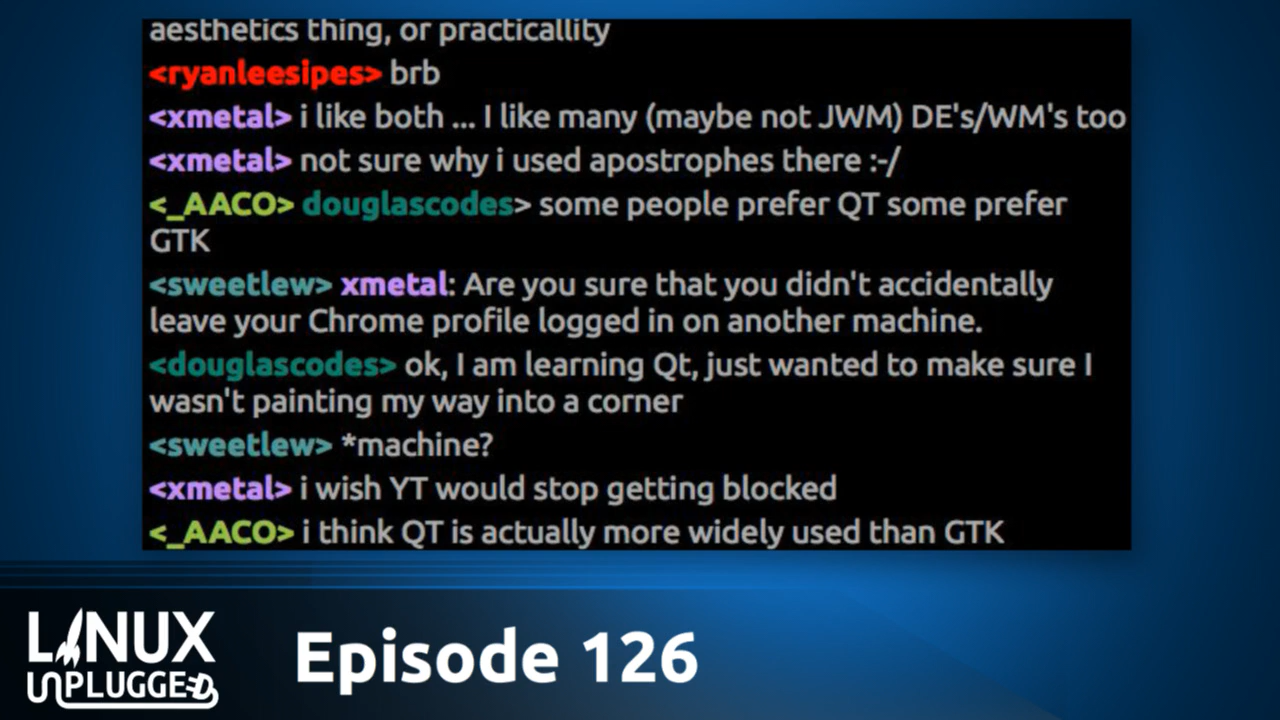 aesthetics thing, or practicallity
<ryanleesipes> brb
<xmetal> i like both ... I like many (maybe not JWM) DE's/WM's too
<xmetal> not sure why i used apostrophes there :-/
<_AACO> douglascodes> some people prefer QT some prefer
GTK
<sweetlew> xmetal: Are you sure that you didn't accidentally
leave your Chrome profile logged in on another machine.
<douglascodes> ok, I am learning Qt, just wanted to make sure I
wasn't painting my way into a corner
<sweetlew> *machine?
<xmetal> i wish YT would stop getting blocked
<_AACO> i think QT is actually more widely used than GTK
LINUX
UNPLUGGED
Episode 126